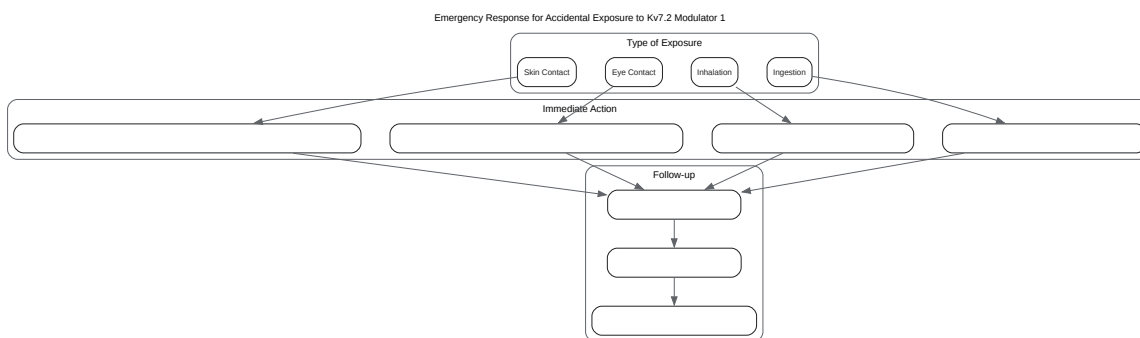 Emergency Response for Accidental Exposure to Kv7.2 Modulator 1
Type of Exposure
Skin Contact
Eye Contact
Inhalation
Ingestion
Immediate Action
Follow-up